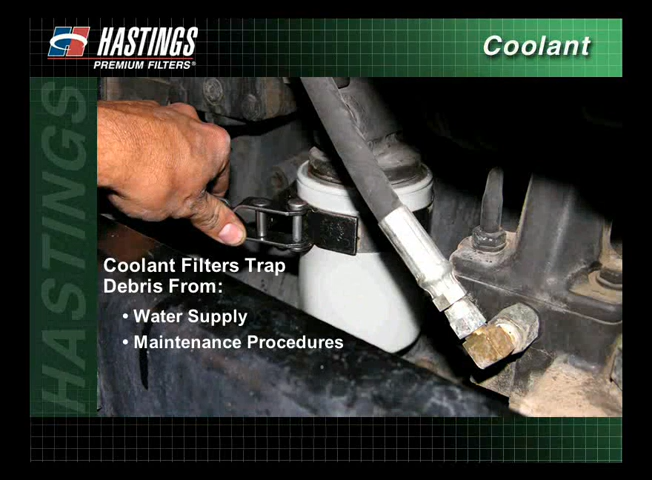 HASTINGS
PREMIUM FILTERS®
Coolant
HASTINGS
Coolant Filters Trap
Debris From:
• Water Supply
• Maintenance Procedures